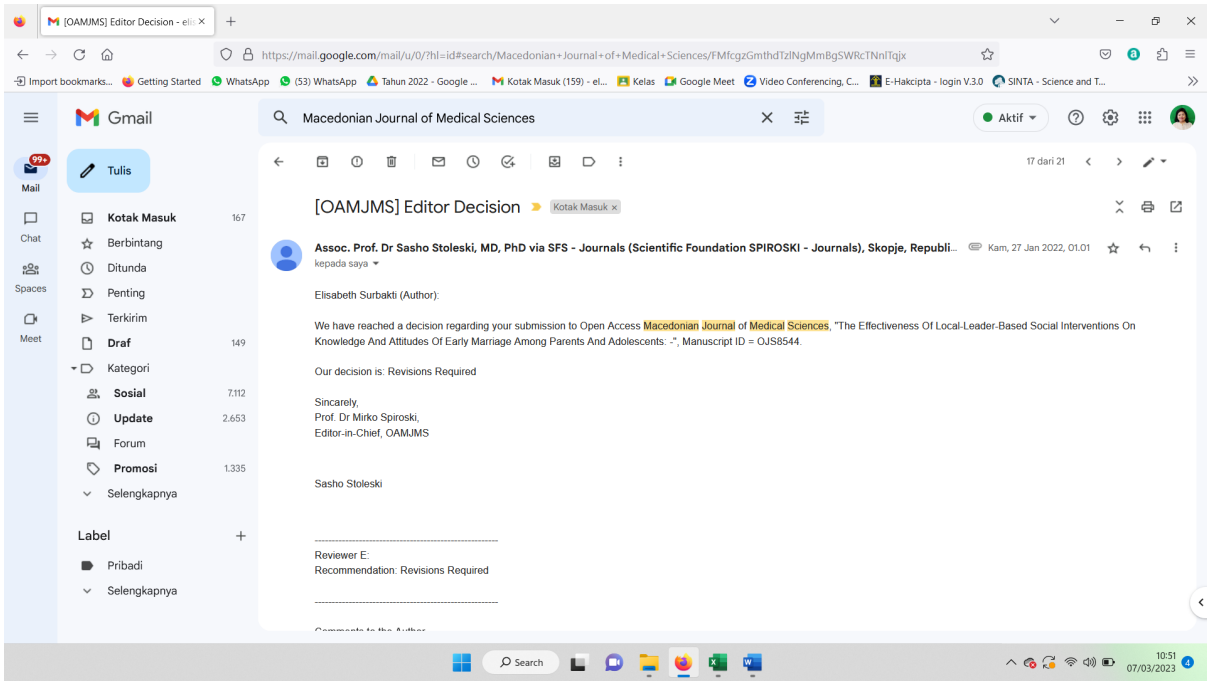 [OAMJMS] Editor Decision - elis
https://mail.google.com/mail/u/0/?hl=id#search/Macedonian+Journal+of+Medical+Sciences/FMfcgzGmthdTzlNgMmBgSWRcTNnlTqjx
Import bookmarks... Getting Started WhatsApp (53) WhatsApp Tahun 2022 - Google ... Kotak Masuk (159) - el... Kelas Google Meet Video Conferencing, C... E-Hakcipta - login V.3.0 SINTA - Science and T...
Gmail
Macedonian Journal of Medical Sciences
Aktif
99+
Mail
Chat
Spaces
Meet
Tulis
Kotak Masuk 167
Berbintang
Ditunda
Penting
Terkirim
Draf 149
Kategori
Sosial 7.112
Update 2.653
Forum
Promosi 1.335
Selengkapnya
Label
Pribadi
Selengkapnya
17 dari 21
[OAMJMS] Editor Decision Kotak Masuk ×
Assoc. Prof. Dr Sasho Stoleski, MD, PhD via SFS - Journals (Scientific Foundation SPIROSKI - Journals), Skopje, Republi... Kam, 27 Jan 2022, 01.01
kepada saya
Elisabeth Surbakti (Author):
We have reached a decision regarding your submission to Open Access Macedonian Journal of Medical Sciences, "The Effectiveness Of Local-Leader-Based Social Interventions On
Knowledge And Attitudes Of Early Marriage Among Parents And Adolescents: -", Manuscript ID = OJS8544.
Our decision is: Revisions Required
Sincerely,
Prof. Dr Mirko Spiroski,
Editor-in-Chief, OAMJMS
Sasho Stoleski
------------------------------------------------------
Reviewer E:
Recommendation: Revisions Required
------------------------------------------------------
Comments to the Author
Search
10:51
07/03/2023
4